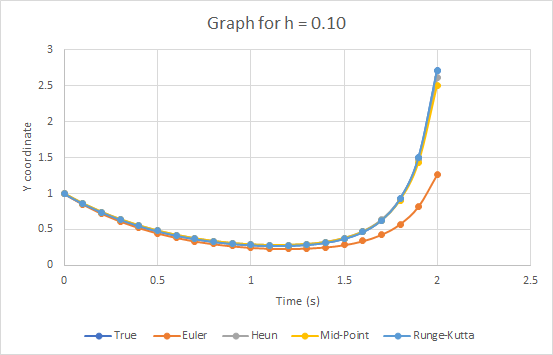 Graph for h = 0.10
3
2.5
2
1.5
1
0.5
0
Y coordinate
0 0.5 1 1.5 2 2.5
Time (s)
True Euler Heun Mid-Point Runge-Kutta